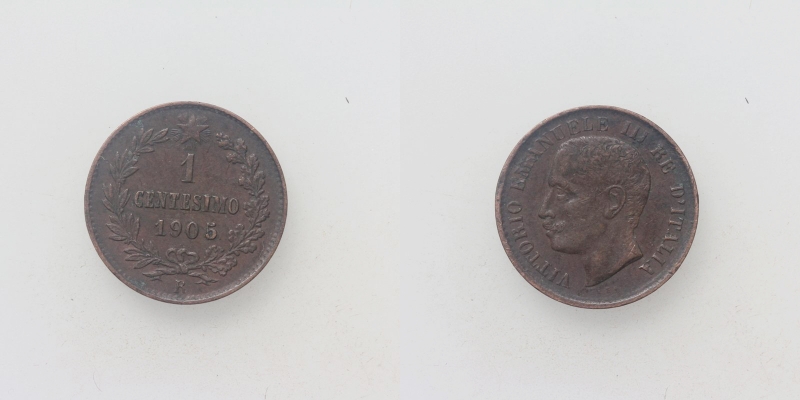 1
CENTESIMO
1905
R
VITTORIO EMANUELE III RE D'ITALIA